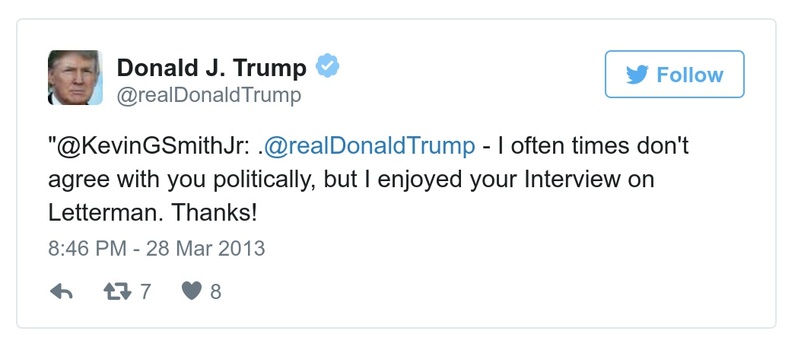 Donald J. Trump
@realDonaldTrump
Follow
"@KevinGSmithJr: .@realDonaldTrump - I often times don't
agree with you politically, but I enjoyed your Interview on
Letterman. Thanks!
8:46 PM - 28 Mar 2013
7 8